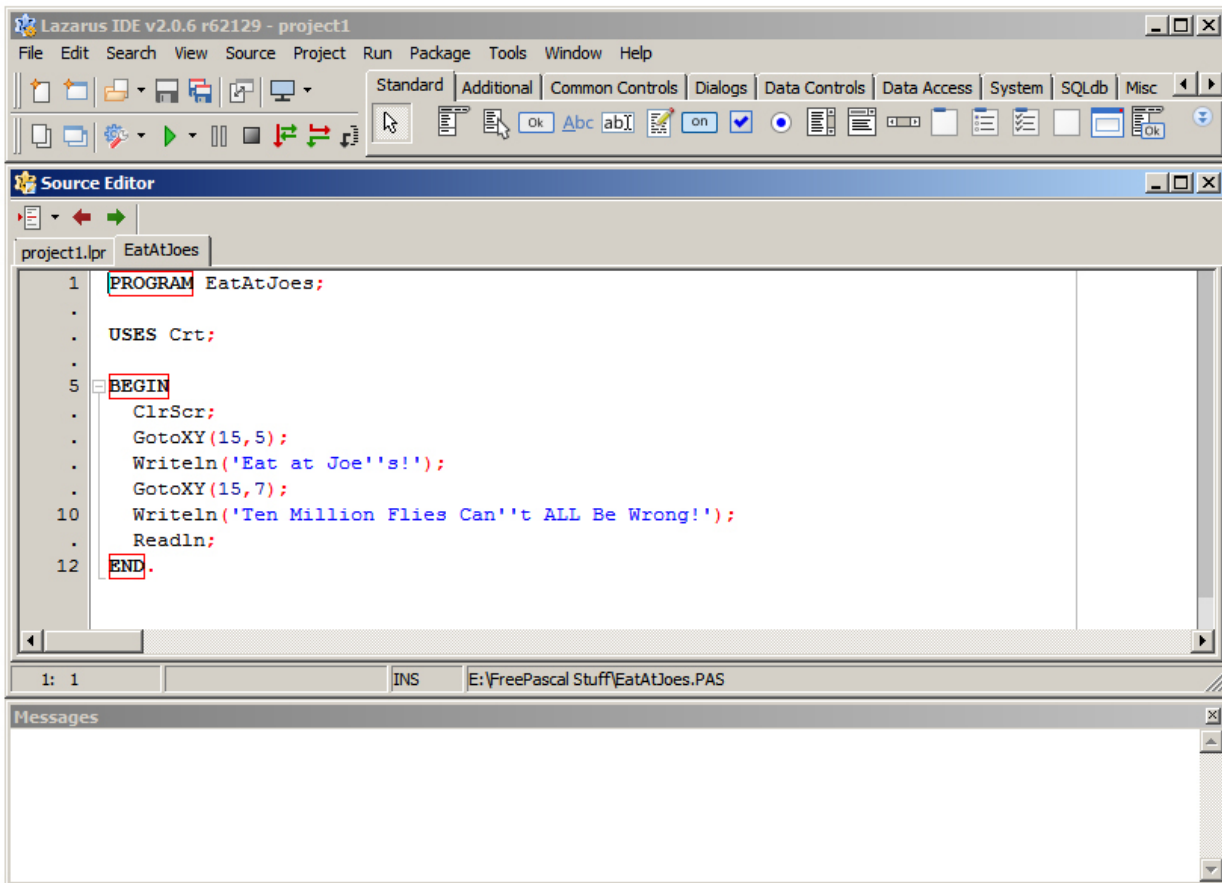 Lazarus IDE v2.0.6 r62129 - project1
File Edit Search View Source Project Run Package Tools Window Help
Standard Additional Common Controls Dialogs Data Controls Data Access System SQLdb Misc
Ok Abc abI on Ok
Source Editor
project1.lpr EatAtJoes
1 PROGRAM EatAtJoes;
.
. USES Crt;
.
5 BEGIN
. ClrScr;
. GotoXY(15,5);
. Writeln('Eat at Joe''s!');
. GotoXY(15,7);
10 Writeln('Ten Million Flies Can''t ALL Be Wrong!');
. Readln;
12 END.
1: 1 INS E:\FreePascal Stuff\EatAtJoes.PAS
Messages